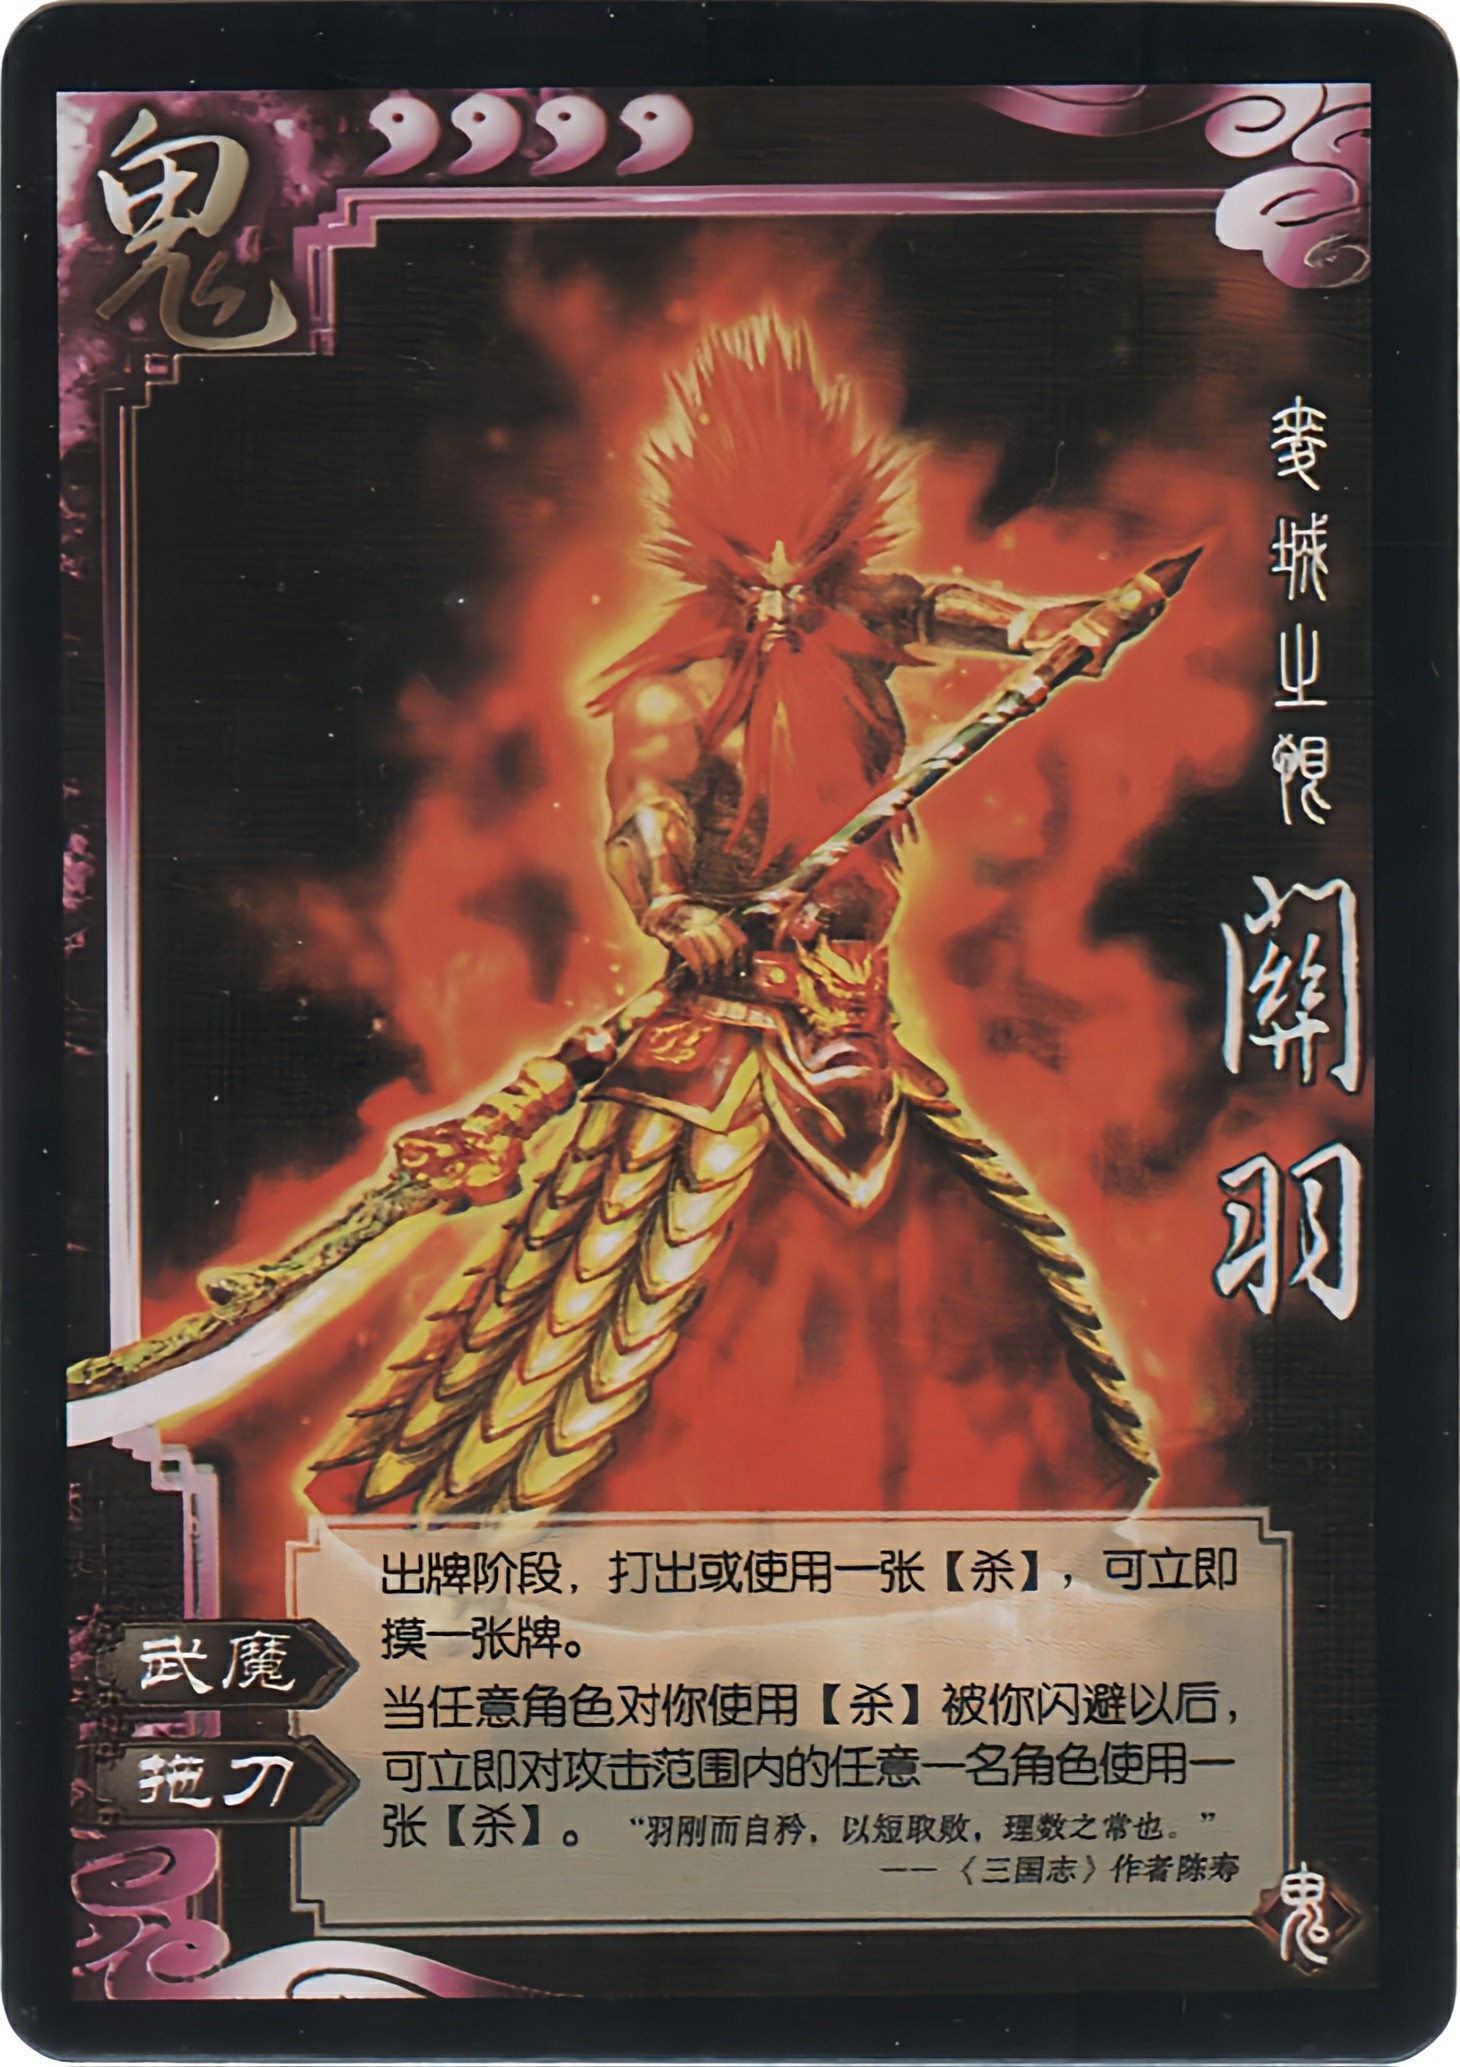 鬼
麦城之鬼
關羽
武魔
出牌阶段，打出或使用一张【杀】，可立即
摸一张牌。
拖刀
当任意角色对你使用【杀】被你闪避以后，
可立即对攻击范围内的任意一名角色使用一
张【杀】。
“羽刚而自矜，以短取败，理数之常也。”
——《三国志》作者陈寿
鬼